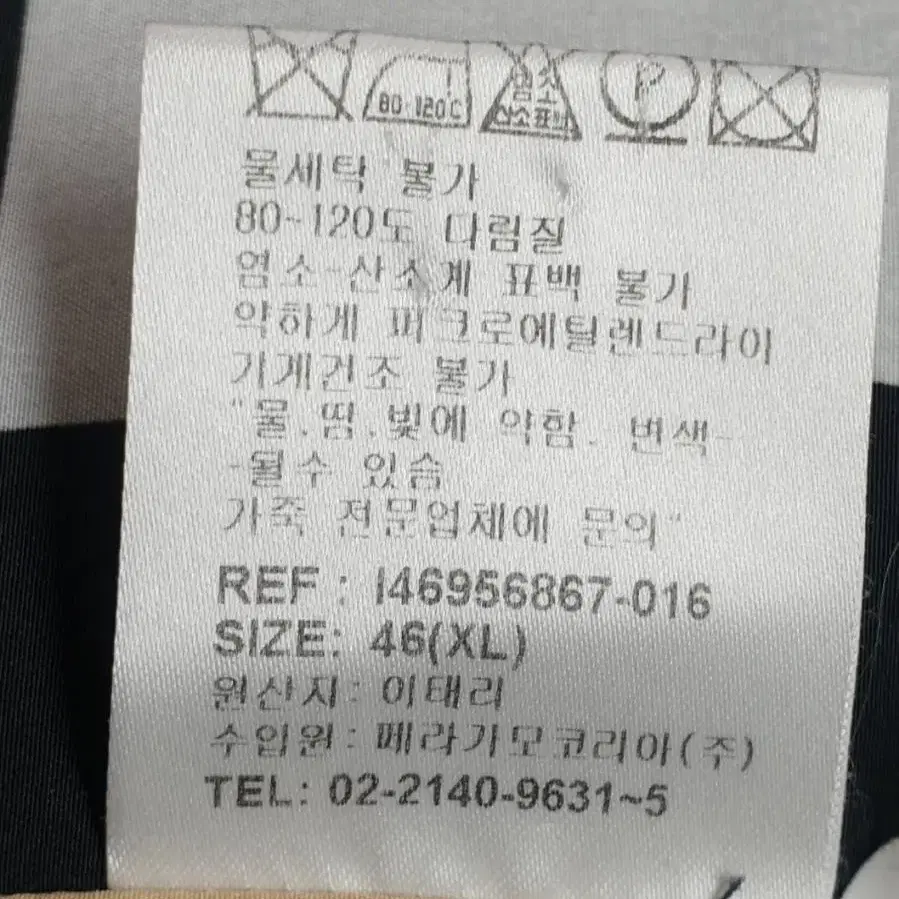 80~120℃ 염소 산소표백 P
물세탁 불가
80~120도 다림질
염소-산소계 표백 불가
약하게 퍼크로에틸렌드라이
기계건조 불가
"물.땀.빛에 약함. 변색-
-될수 있슴
가죽 전문업체에 문의"
REF : I46956867-016
SIZE: 46(XL)
원산지: 이태리
수입원: 페라가모코리아(주)
TEL: 02-2140-9631~5